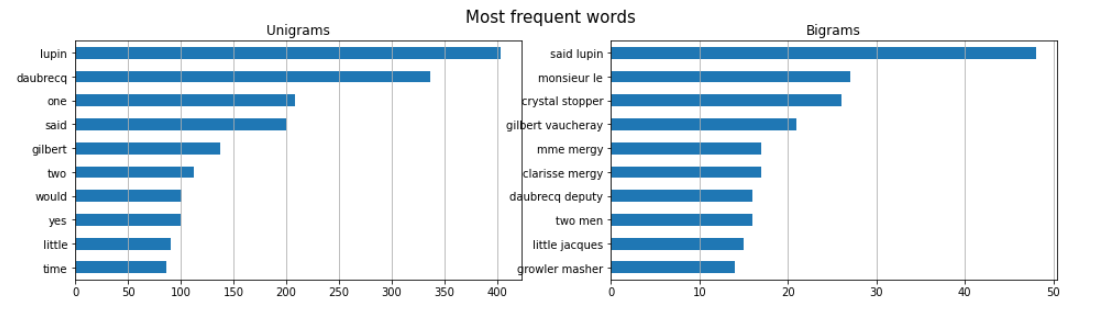 Most frequent words
Unigrams
lupin
daubrecq
one
said
gilbert
two
would
yes
little
time
0 50 100 150 200 250 300 350 400
Bigrams
said lupin
monsieur le
crystal stopper
gilbert vaucheray
mme mergy
clarisse mergy
daubrecq deputy
two men
little jacques
growler masher
0 10 20 30 40 50